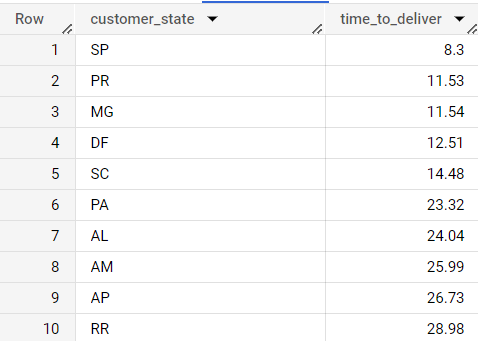 Row customer_state time_to_deliver
1 SP 8.3
2 PR 11.53
3 MG 11.54
4 DF 12.51
5 SC 14.48
6 PA 23.32
7 AL 24.04
8 AM 25.99
9 AP 26.73
10 RR 28.98